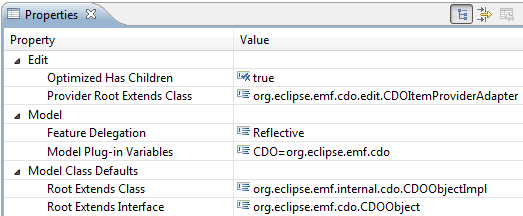 Properties
Property Value
Edit
Optimized Has Children true
Provider Root Extends Class org.eclipse.emf.cdo.edit.CDOItemProviderAdapter
Model
Feature Delegation Reflective
Model Plug-in Variables CDO=org.eclipse.emf.cdo
Model Class Defaults
Root Extends Class org.eclipse.emf.internal.cdo.CDOObjectImpl
Root Extends Interface org.eclipse.emf.cdo.CDOObject